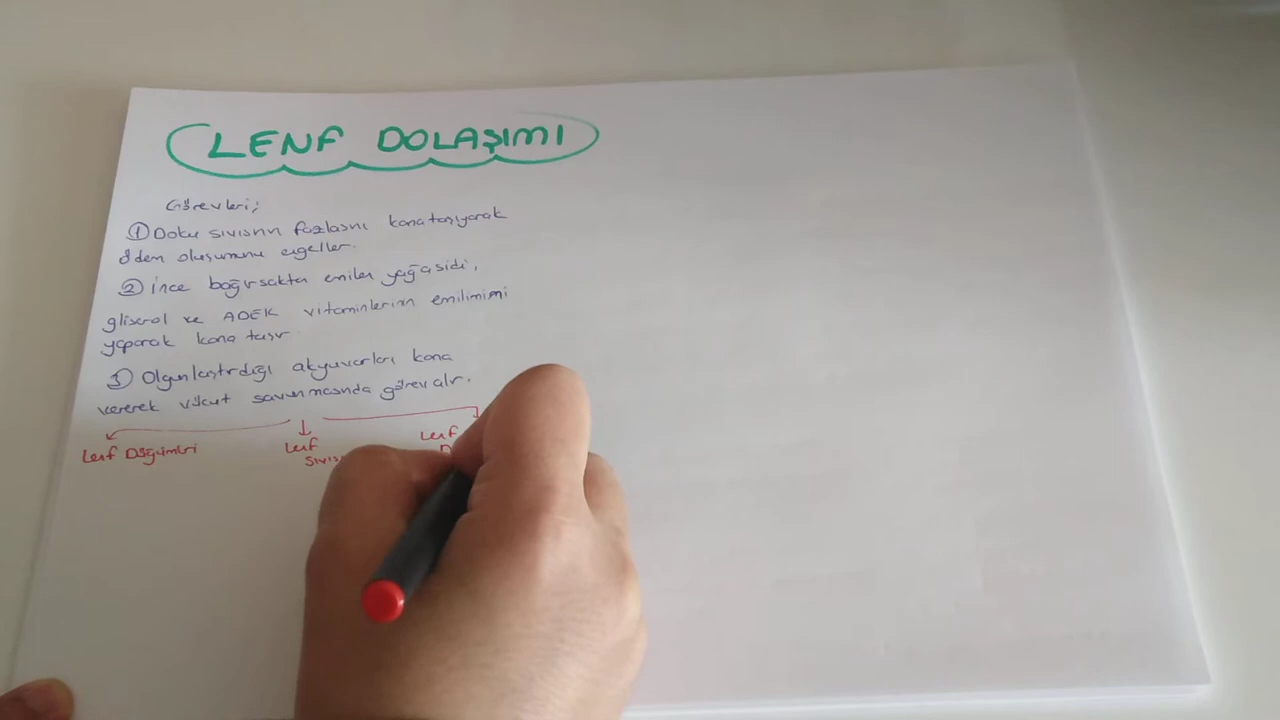 LENF DOLAŞIMI
Görevleri;
① Doku sıvısının fazlasını kana taşıyarak
ödem oluşumunu engeller.
② İnce bağırsakta emilen yağ asidi,
gliserol ve ADEK vitaminlerinin emilimini
yaparak kana taşır
③ Olgunlaştırdığı akyuvarları kana
vererek vücut savunmasında görev alır.
Lenf Düğümleri Lenf Lenf